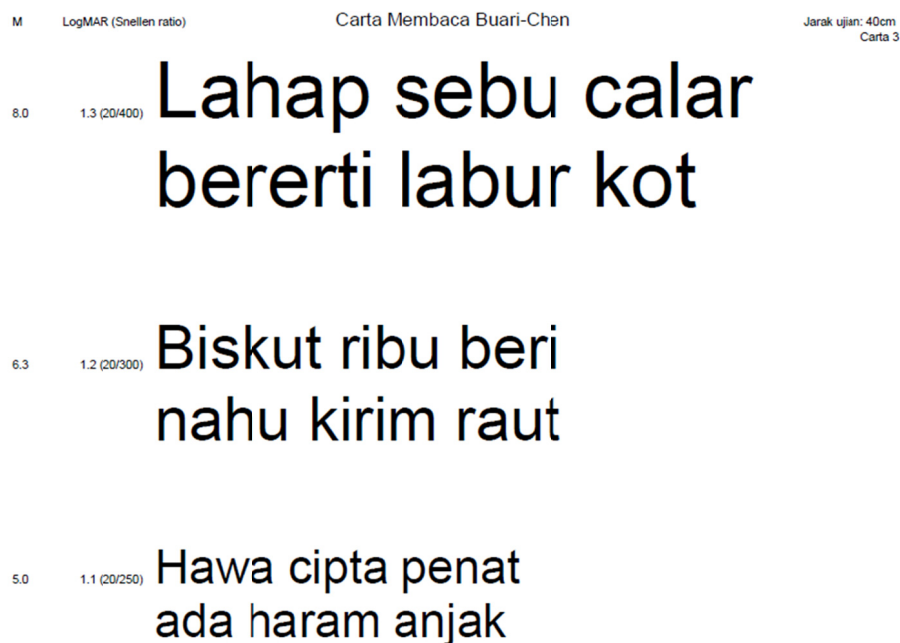 M LogMAR (Snellen ratio) Carta Membaca Buari-Chen Jarak ujian: 40cm
Carta 3
8.0 1.3 (20/400) Lahap sebu calar
bererti labur kot
6.3 1.2 (20/300) Biskut ribu beri
nahu kirim raut
5.0 1.1 (20/250) Hawa cipta penat
ada haram anjak